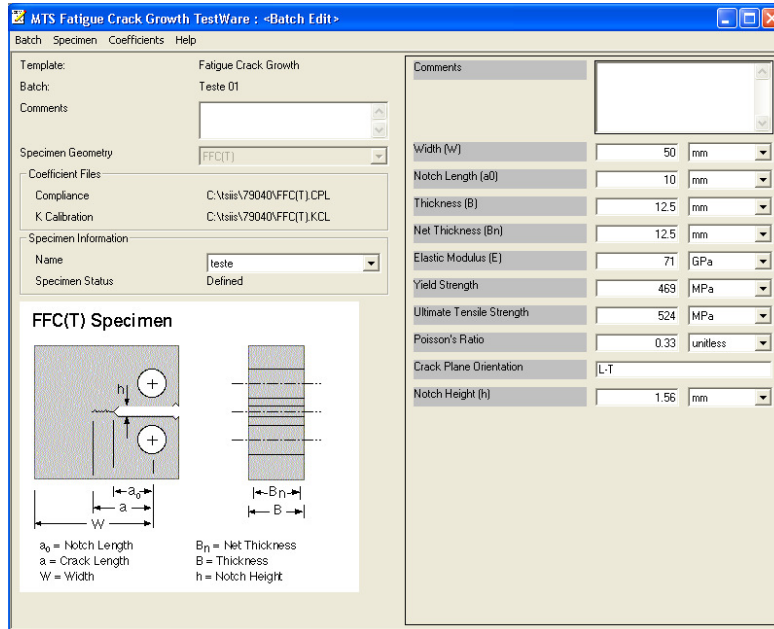 MTS Fatigue Crack Growth TestWare : <Batch Edit>
Batch Specimen Coefficients Help
Template: Fatigue Crack Growth
Batch: Teste 01
Comments
Specimen Geometry FFC(T)
Coefficient Files
Compliance C:\tsiis\79040\FFC(T).CPL
K Calibration C:\tsiis\79040\FFC(T).KCL
Specimen Information
Name teste
Specimen Status Defined
FFC(T) Specimen
h
a₀
a
W
Bn
B
a₀ = Notch Length
a = Crack Length
W = Width
Bn = Net Thickness
B = Thickness
h = Notch Height
Comments
Width (W) 50 mm
Notch Length (a0) 10 mm
Thickness (B) 12.5 mm
Net Thickness (Bn) 12.5 mm
Elastic Modulus (E) 71 GPa
Yield Strength 469 MPa
Ultimate Tensile Strength 524 MPa
Poisson's Ratio 0.33 unitless
Crack Plane Orientation L-T
Notch Height (h) 1.56 mm